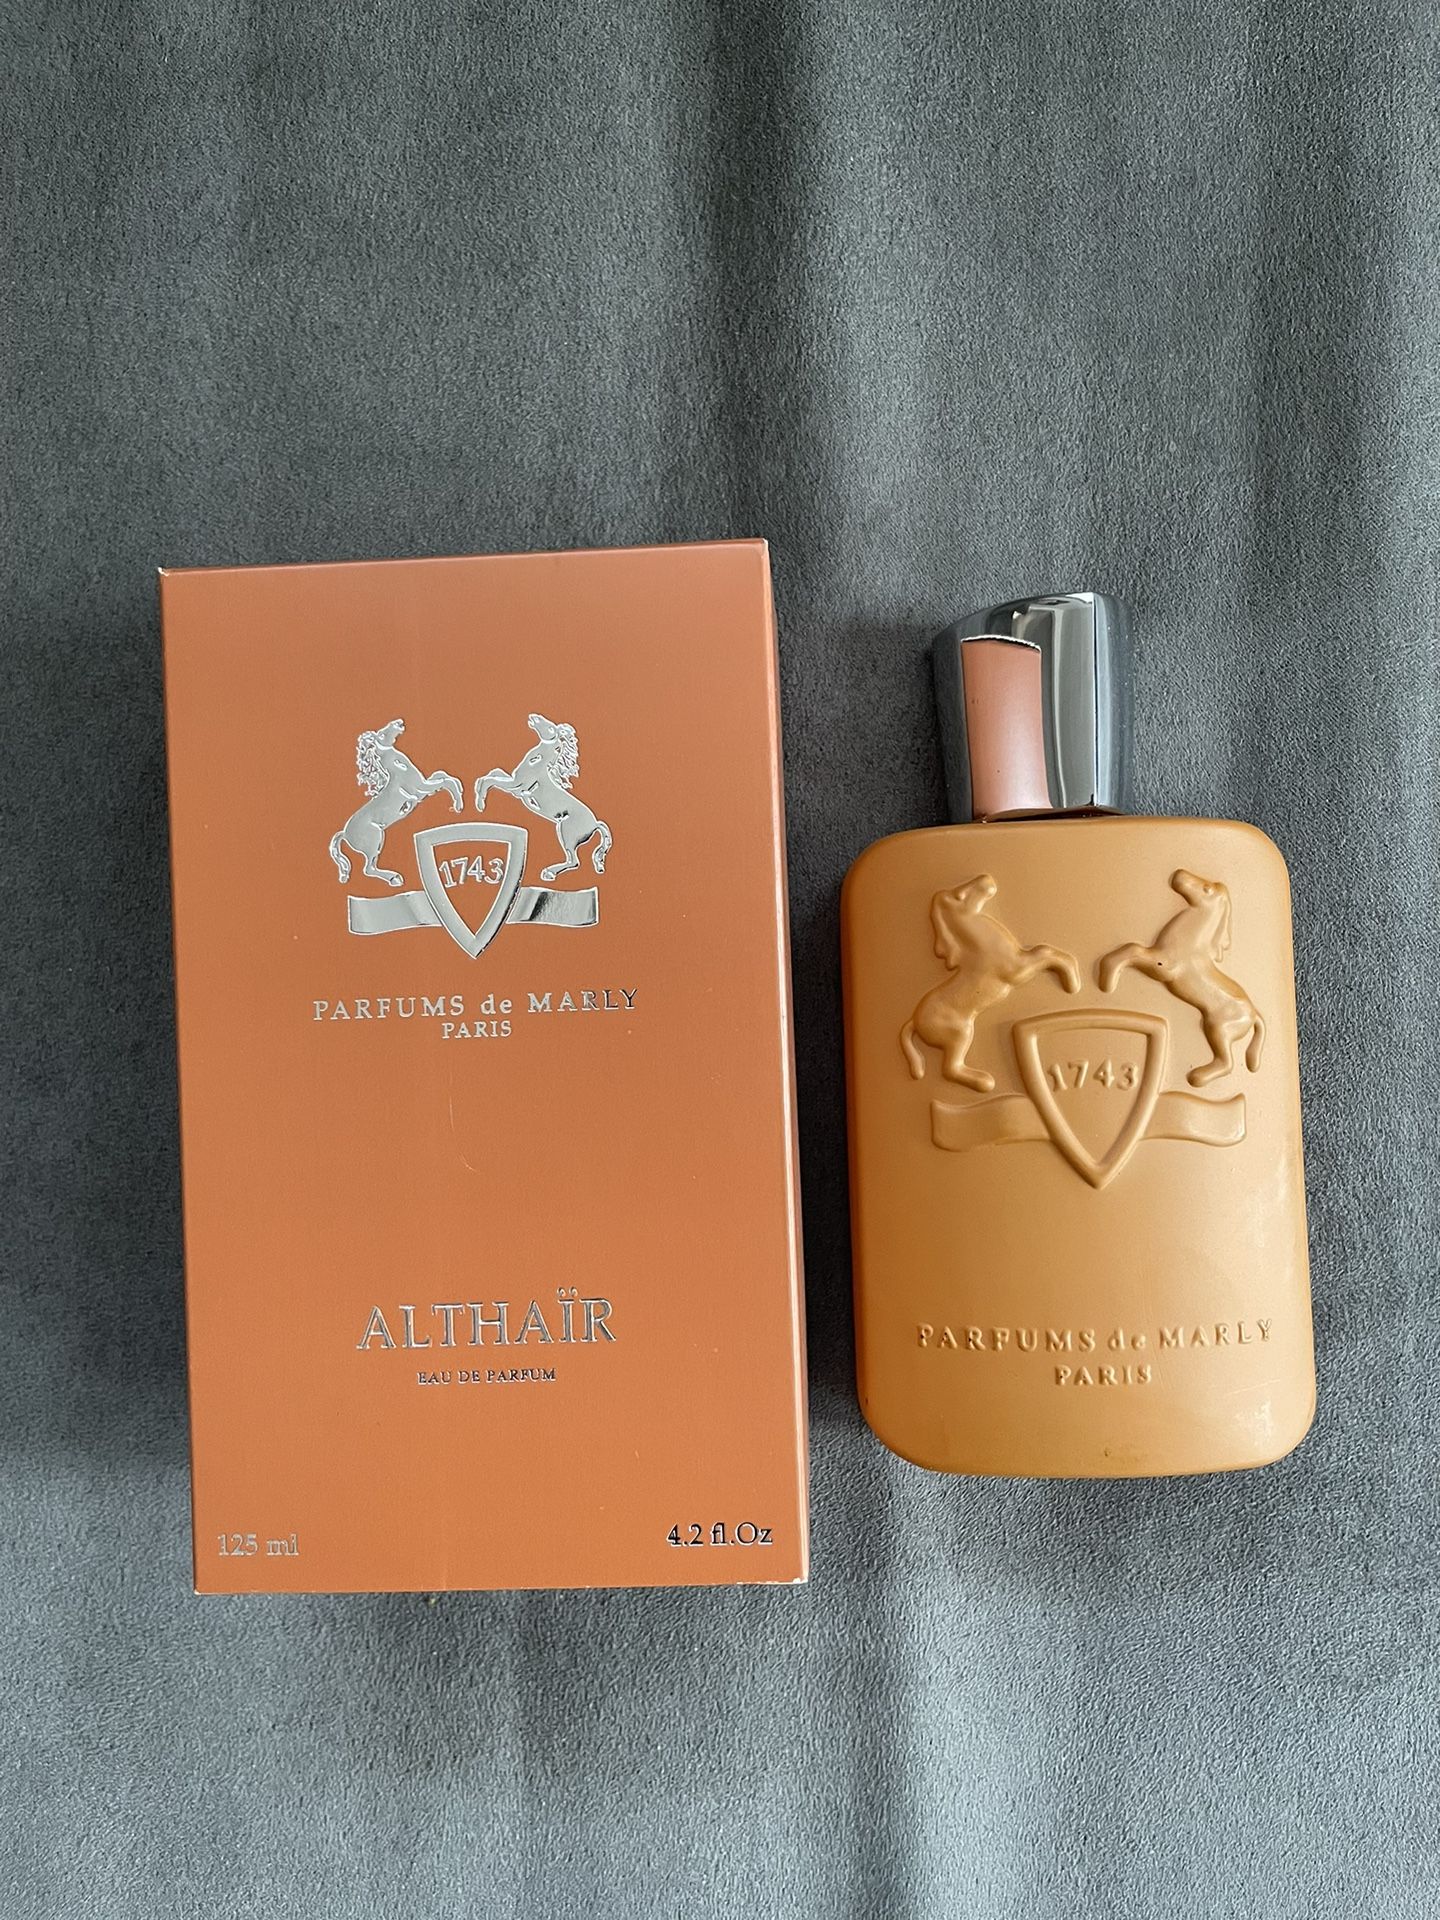 1743
PARFUMS de MARLY
PARIS
ALTHAÏR
EAU DE PARFUM
125 ml
4.2 fl.Oz
1743
PARFUMS de MARLY
PARIS